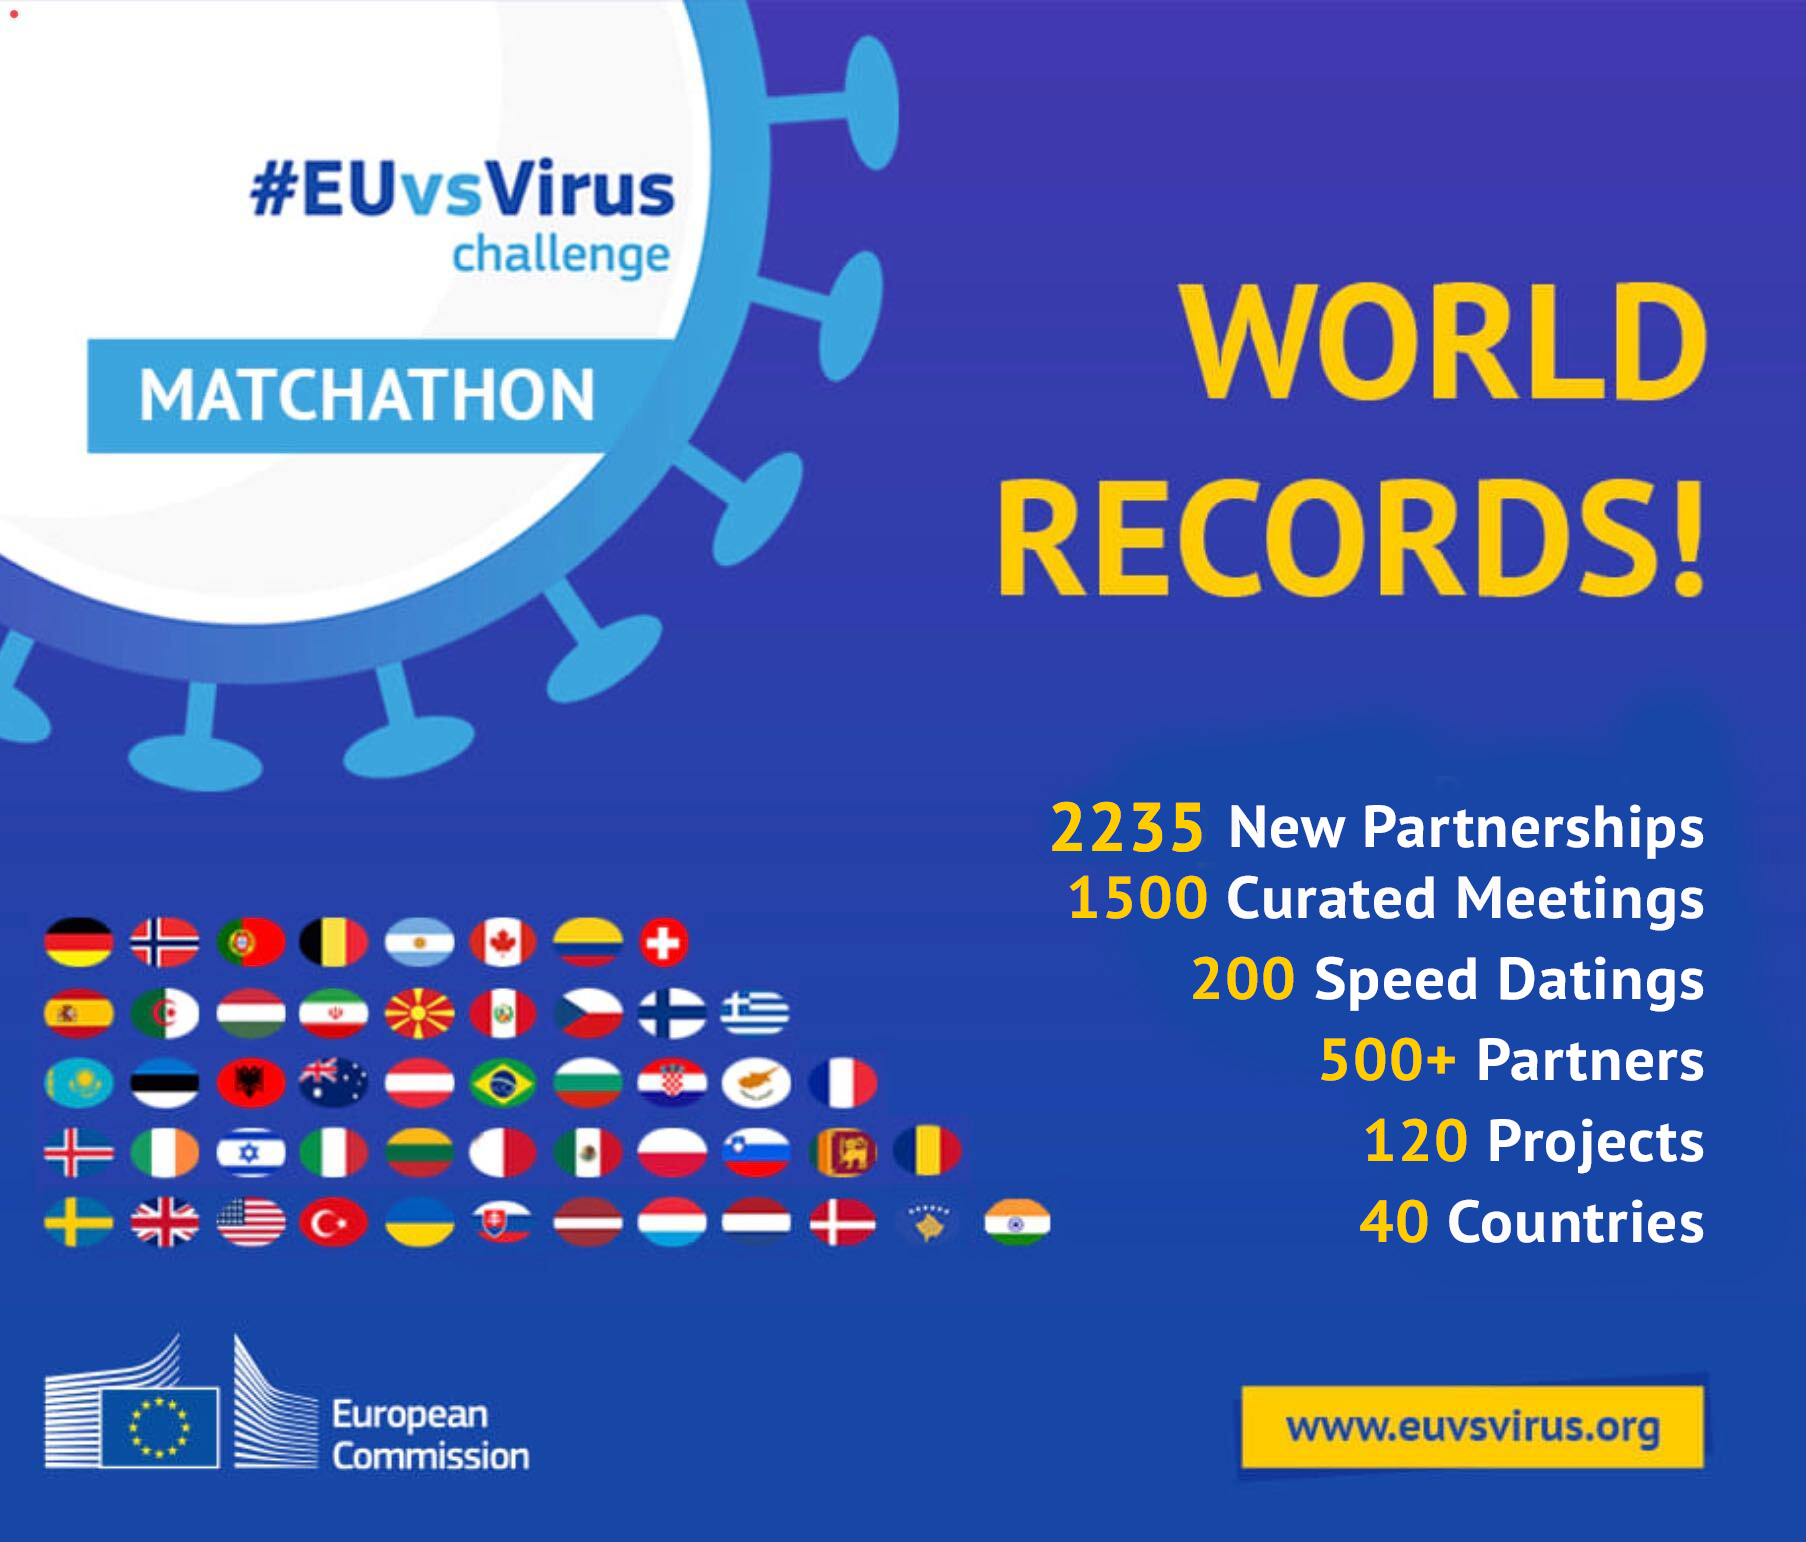 #EUvsVirus
challenge
MATCHATHON
WORLD
RECORDS!
2235 New Partnerships
1500 Curated Meetings
200 Speed Datings
500+ Partners
120 Projects
40 Countries
European
Commission
www.euvsvirus.org